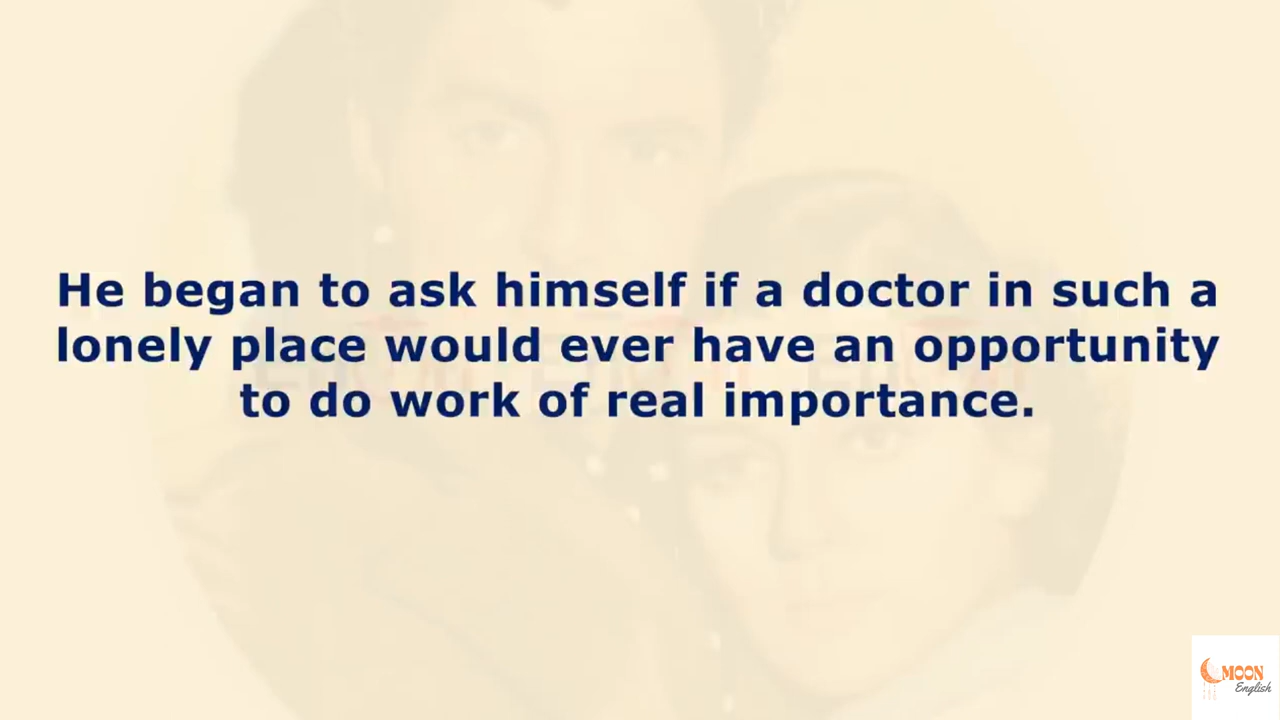 He began to ask himself if a doctor in such a
lonely place would ever have an opportunity
to do work of real importance.
MOON
English